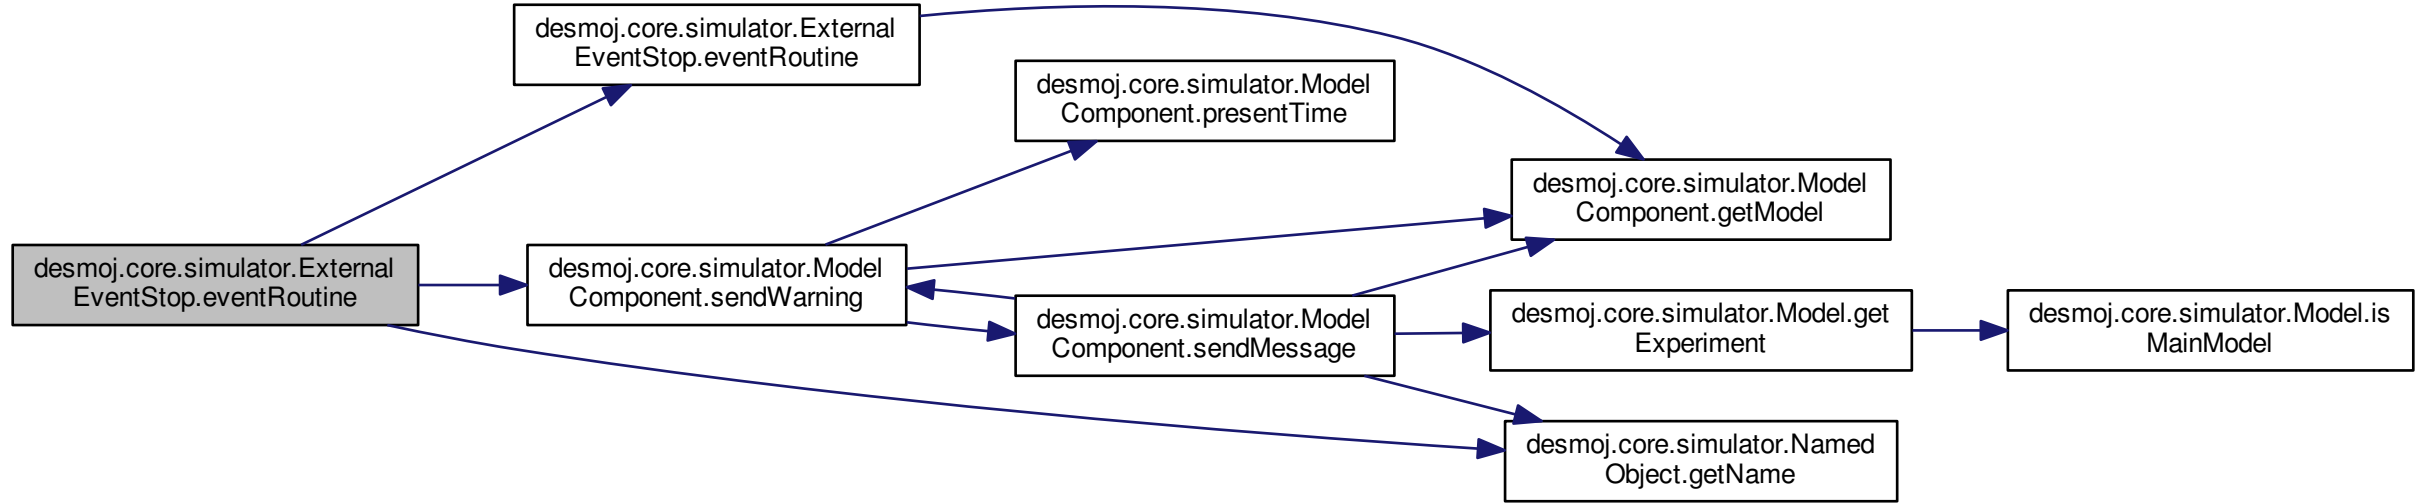 desmoj.core.simulator.External
EventStop.eventRoutine
desmoj.core.simulator.External
EventStop.eventRoutine
desmoj.core.simulator.Model
Component.sendWarning
desmoj.core.simulator.Model
Component.presentTime
desmoj.core.simulator.Model
Component.sendMessage
desmoj.core.simulator.Model
Component.getModel
desmoj.core.simulator.Model.get
Experiment
desmoj.core.simulator.Named
Object.getName
desmoj.core.simulator.Model.is
MainModel